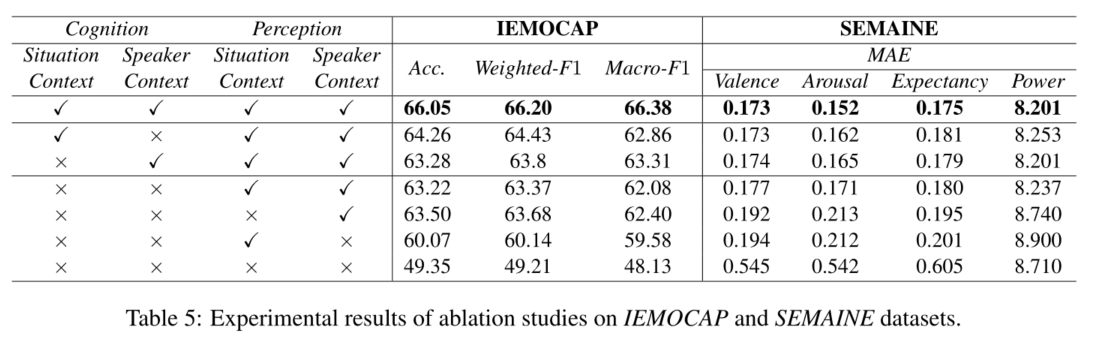 Cognition Perception IEMOCAP SEMAINE
Situation Speaker Situation Speaker Acc. Weighted-F1 Macro-F1 MAE
Context Context Context Context Valence Arousal Expectancy Power
✓ ✓ ✓ ✓ 66.05 66.20 66.38 0.173 0.152 0.175 8.201
✓ × ✓ ✓ 64.26 64.43 62.86 0.173 0.162 0.181 8.253
× ✓ ✓ ✓ 63.28 63.8 63.31 0.174 0.165 0.179 8.201
× × ✓ ✓ 63.22 63.37 62.08 0.177 0.171 0.180 8.237
× × × ✓ 63.50 63.68 62.40 0.192 0.213 0.195 8.740
× × ✓ × 60.07 60.14 59.58 0.194 0.212 0.201 8.900
× × × × 49.35 49.21 48.13 0.545 0.542 0.605 8.710
Table 5: Experimental results of ablation studies on IEMOCAP and SEMAINE datasets.